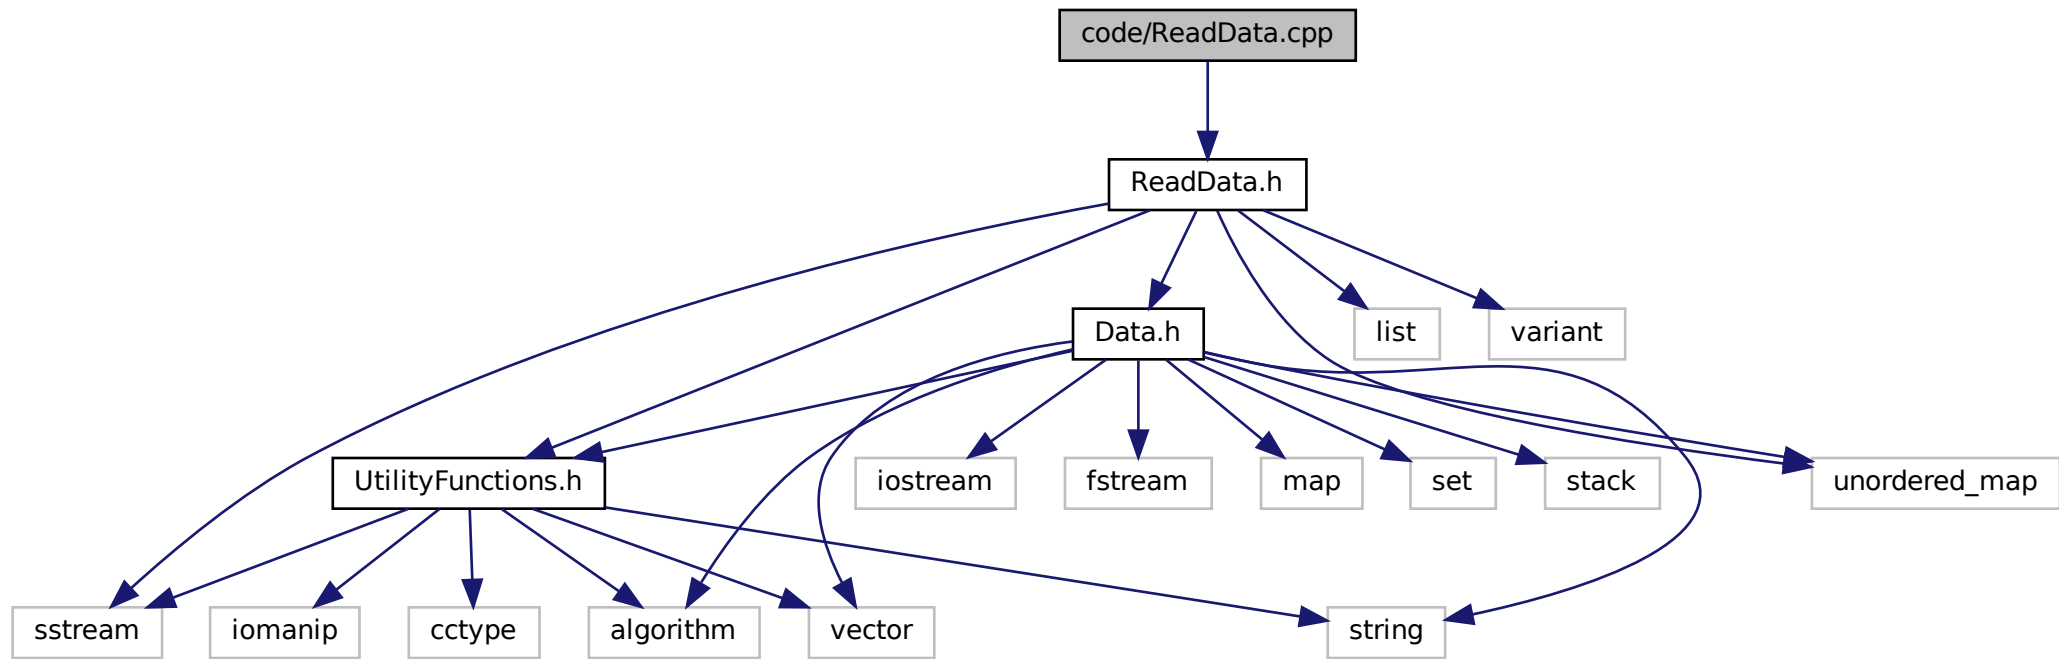 code/ReadData.cpp
ReadData.h
Data.h
list
variant
UtilityFunctions.h
iostream
fstream
map
set
stack
unordered_map
sstream
iomanip
cctype
algorithm
vector
string